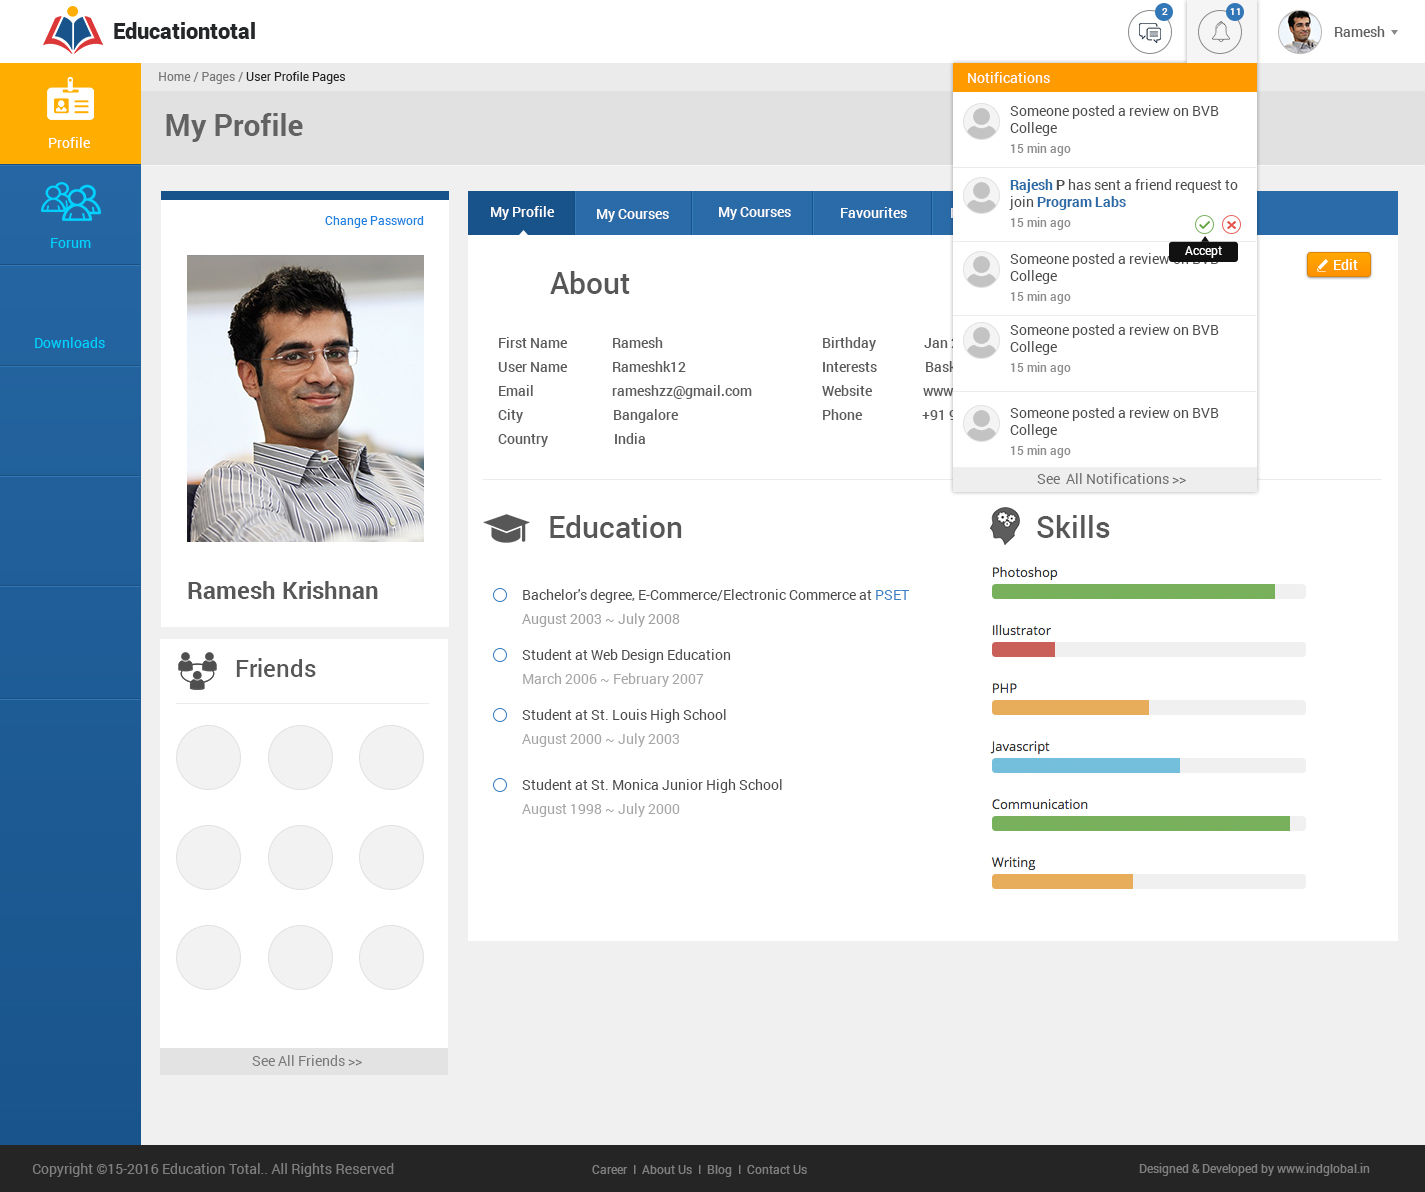 Educationtotal
2
11
Ramesh
Profile
Forum
Downloads
Home / Pages / User Profile Pages
My Profile
Notifications
Someone posted a review on BVB
College
15 min ago
Rajesh P has sent a friend request to
join Program Labs
15 min ago
Accept
Someone posted a review on BVB
College
15 min ago
Someone posted a review on BVB
College
15 min ago
Someone posted a review on BVB
College
15 min ago
See All Notifications >>
Change Password
Ramesh Krishnan
Friends
See All Friends >>
My Profile
My Courses
My Courses
Favourites
Edit
About
First Name Ramesh
User Name Rameshk12
Email rameshzz@gmail.com
City Bangalore
Country India
Birthday Jan
Interests Bask
Website www
Phone +91 9
Education
Bachelor's degree, E-Commerce/Electronic Commerce at PSET
August 2003 ~ July 2008
Student at Web Design Education
March 2006 ~ February 2007
Student at St. Louis High School
August 2000 ~ July 2003
Student at St. Monica Junior High School
August 1998 ~ July 2000
Skills
Photoshop
Illustrator
PHP
Javascript
Communication
Writing
Copyright ©15-2016 Education Total.. All Rights Reserved
Career | About Us | Blog | Contact Us
Designed & Developed by www.indglobal.in